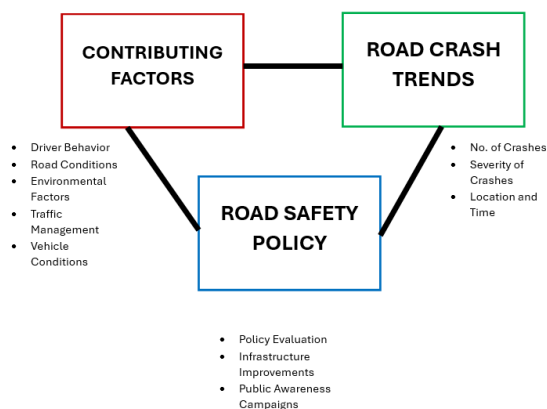 CONTRIBUTING
FACTORS
ROAD CRASH
TRENDS
• Driver Behavior
• Road Conditions
• Environmental
Factors
• Traffic
Management
• Vehicle
Conditions
• No. of Crashes
• Severity of
Crashes
• Location and
Time
ROAD SAFETY
POLICY
• Policy Evaluation
• Infrastructure
Improvements
• Public Awareness
Campaigns